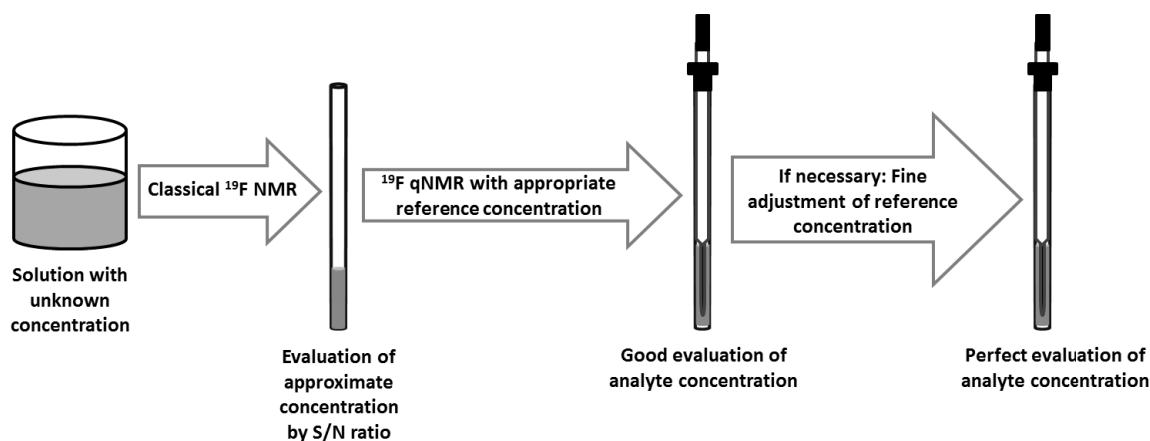 Classical ¹⁹F NMR
¹⁹F qNMR with appropriate
reference concentration
If necessary: Fine
adjustment of reference
concentration
Solution with
unknown
concentration
Evaluation of
approximate
concentration
by S/N ratio
Good evaluation of
analyte concentration
Perfect evaluation of
analyte concentration